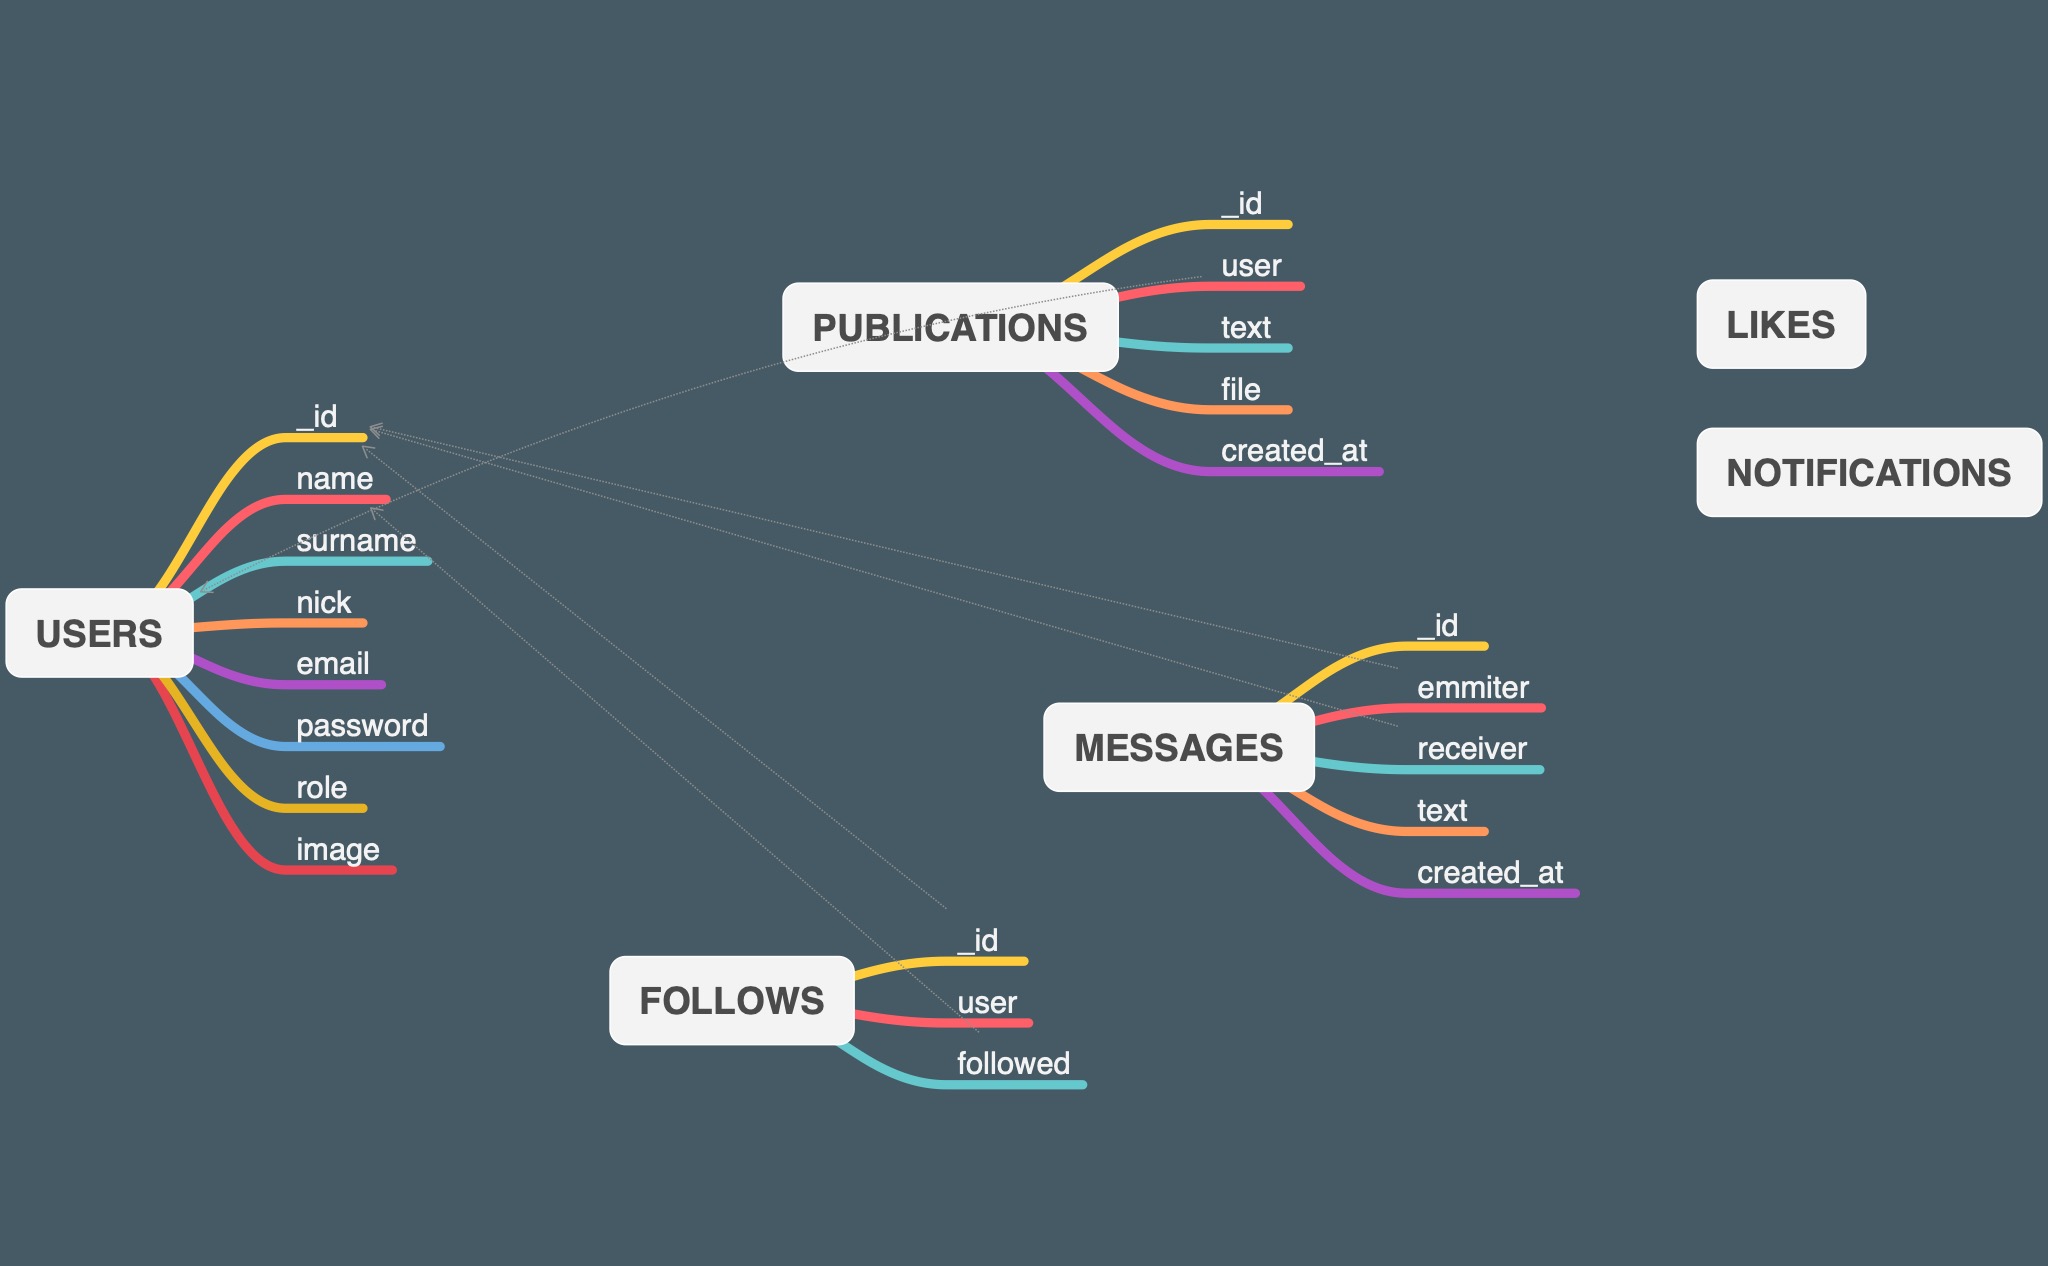 USERS
_id
name
surname
nick
email
password
role
image
PUBLICATIONS
_id
user
text
file
created_at
MESSAGES
_id
emmiter
receiver
text
created_at
FOLLOWS
_id
user
followed
LIKES
NOTIFICATIONS